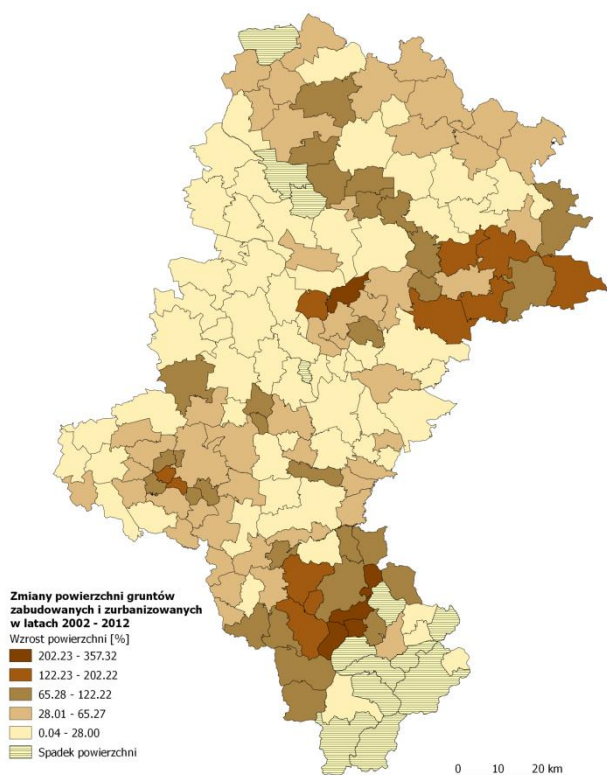 Zmiany powierzchni gruntów
zabudowanych i zurbanizowanych
w latach 2002 - 2012
Wzrost powierzchni [%]
202.23 - 357.32
122.23 - 202.22
65.28 - 122.22
28.01 - 65.27
0.04 - 28.00
Spadek powierzchni
0 10 20 km